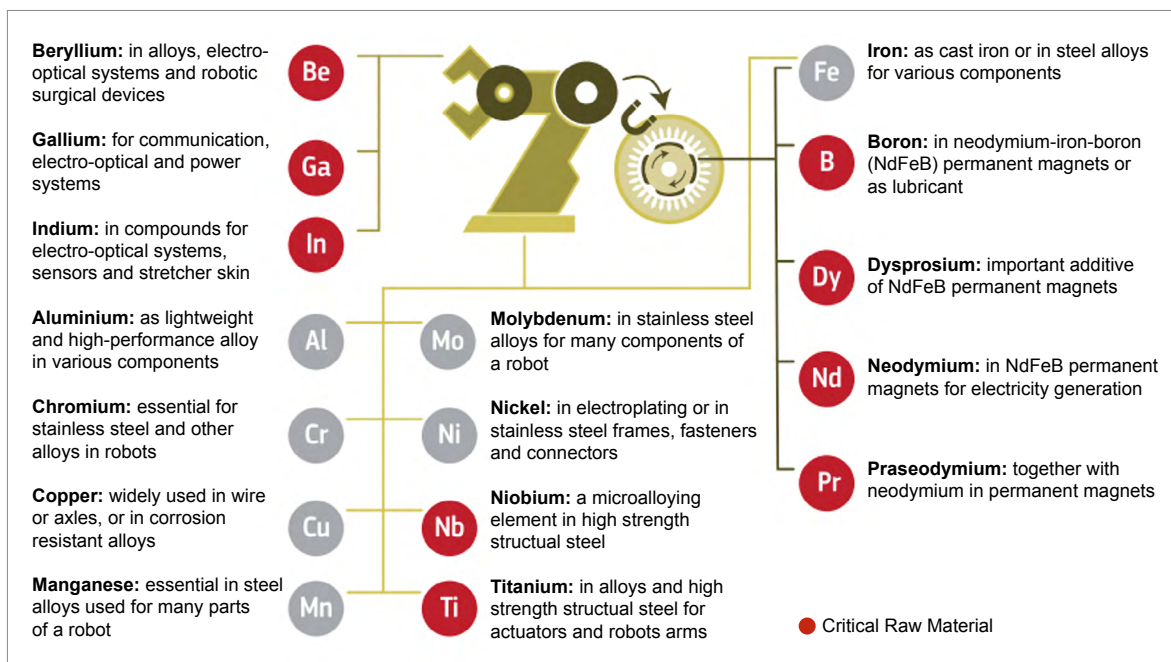 Beryllium: in alloys, electro-
optical systems and robotic
surgical devices
Be
Gallium: for communication,
electro-optical and power
systems
Ga
Indium: in compounds for
electro-optical systems,
sensors and stretcher skin
In
Aluminium: as lightweight
and high-performance alloy
in various components
Al
Chromium: essential for
stainless steel and other
alloys in robots
Cr
Copper: widely used in wire
or axles, or in corrosion
resistant alloys
Cu
Manganese: essential in steel
alloys used for many parts
of a robot
Mn
Mo
Molybdenum: in stainless steel
alloys for many components of
a robot
Ni
Nickel: in electroplating or in
stainless steel frames, fasteners
and connectors
Nb
Niobium: a microalloying
element in high strength
structual steel
Ti
Titanium: in alloys and high
strength structual steel for
actuators and robots arms
Fe
Iron: as cast iron or in steel alloys
for various components
B
Boron: in neodymium-iron-boron
(NdFeB) permanent magnets or
as lubricant
Dy
Dysprosium: important additive
of NdFeB permanent magnets
Nd
Neodymium: in NdFeB permanent
magnets for electricity generation
Pr
Praseodymium: together with
neodymium in permanent magnets
Critical Raw Material